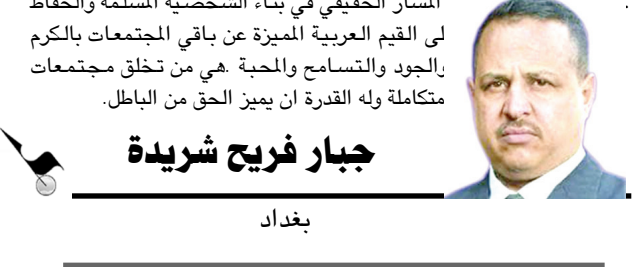 المسار الحقيقي في بناء الشخصية المسلمة والحفاظ
لى القيم العربية المميزة عن باقي المجتمعات بالكرم
والجود والتسامح والمحبة .هي من تخلق مجتمعات
متكاملة وله القدرة ان يميز الحق من الباطل.
جبار فريح شريدة
بغداد